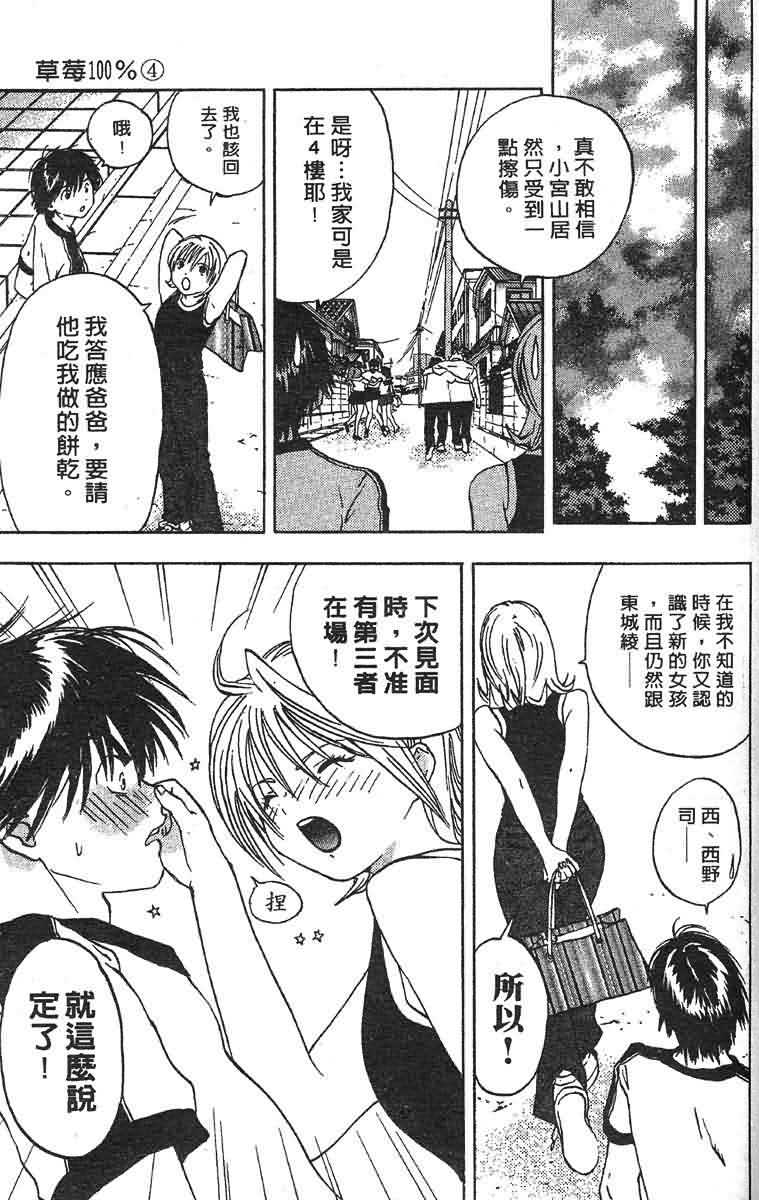 草莓100%④
真不敢相信
，小宮山居
然只受到一
點擦傷。
是呀…我家可是
在4樓耶！
我也該回
去了。
哦！
我答應爸爸，要請
他吃我做的餅乾。
在我不知道的
時候，你又認
識了新的女孩
，而且仍然跟
東城綾——
西、西野
司——
所以！
下次見面
時，不准
有第三者
在場！
捏
就這麼說
定了！